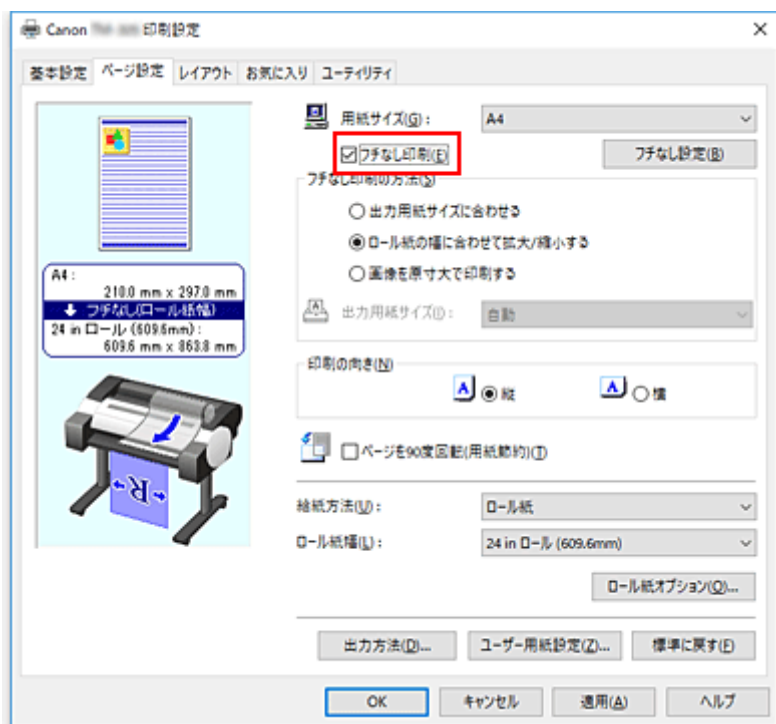 Canon 印刷設定
基本設定 ページ設定 レイアウト お気に入り ユーティリティ
用紙サイズ(G): A4
フチなし印刷(E) フチなし設定(B)
フチなし印刷の方法(S)
出力用紙サイズに合わせる
ロール紙の幅に合わせて拡大/縮小する
画像を原寸大で印刷する
出力用紙サイズ(I): 自動
印刷の向き(N)
A 縦 A 横
ページを90度回転(用紙節約)(T)
給紙方法(U): ロール紙
ロール紙幅(L): 24 in ロール (609.6mm)
ロール紙オプション(O)...
A4:
210.0 mm x 297.0 mm
フチなし(ロール紙幅)
24 in ロール (609.6mm):
609.6 mm x 863.8 mm
R
出力方法(D)... ユーザー用紙設定(Z)... 標準に戻す(F)
OK キャンセル 適用(A) ヘルプ